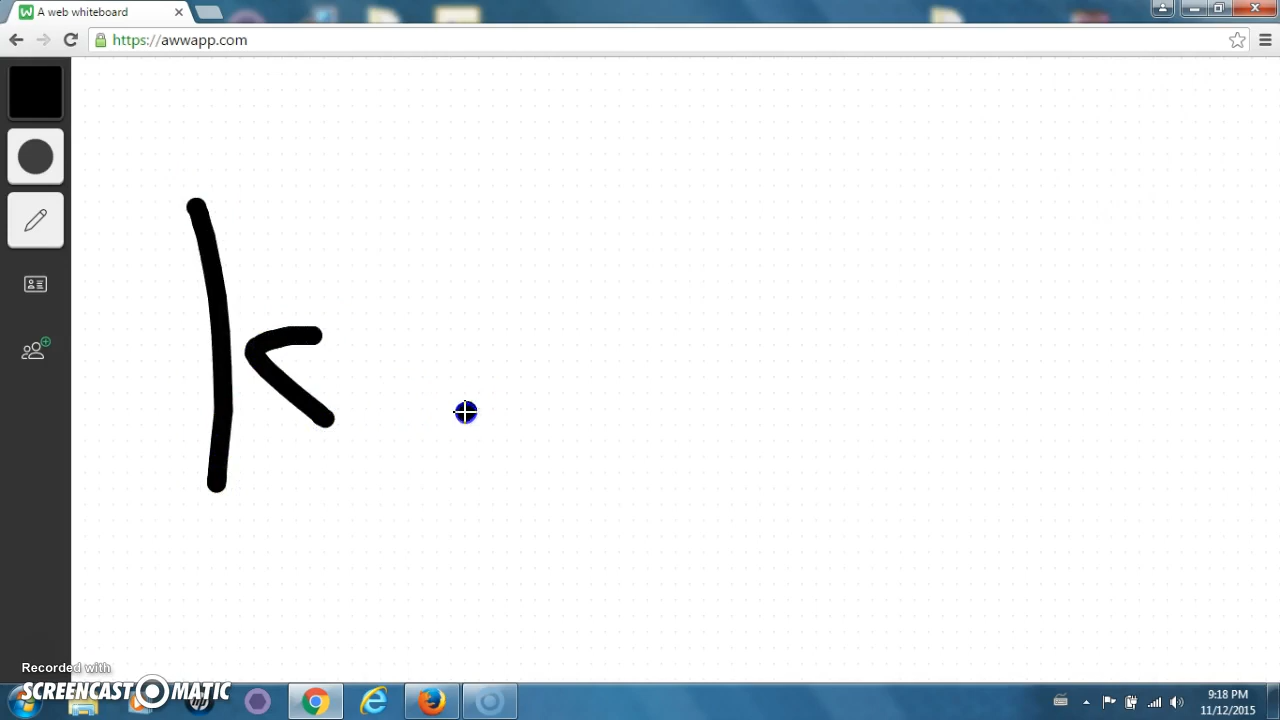 A web whiteboard
https://awwapp.com
k
Recorded with
SCREENCAST-O-MATIC
9:18 PM
11/12/2015